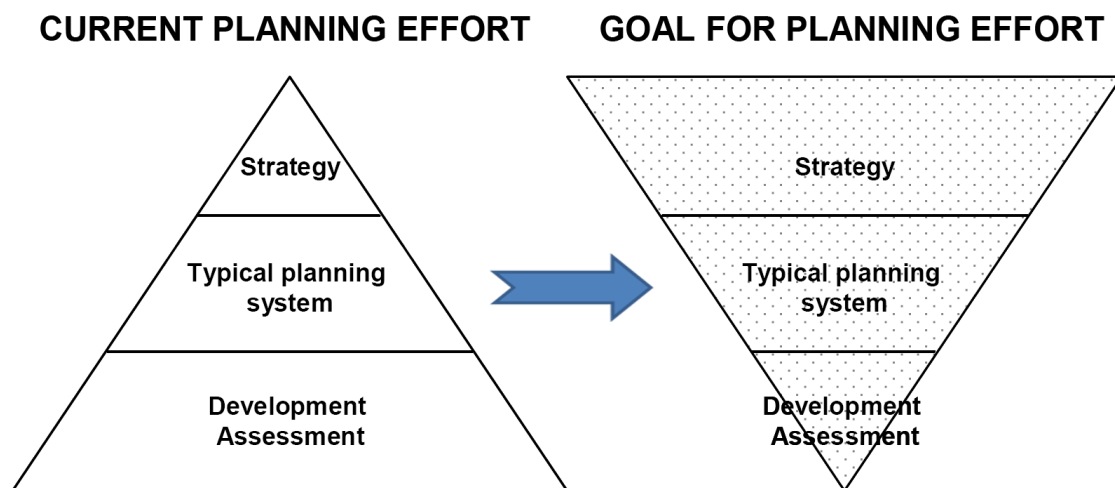 CURRENT PLANNING EFFORT
GOAL FOR PLANNING EFFORT
Strategy
Typical planning
system
Development
Assessment
Strategy
Typical planning
system
Development
Assessment